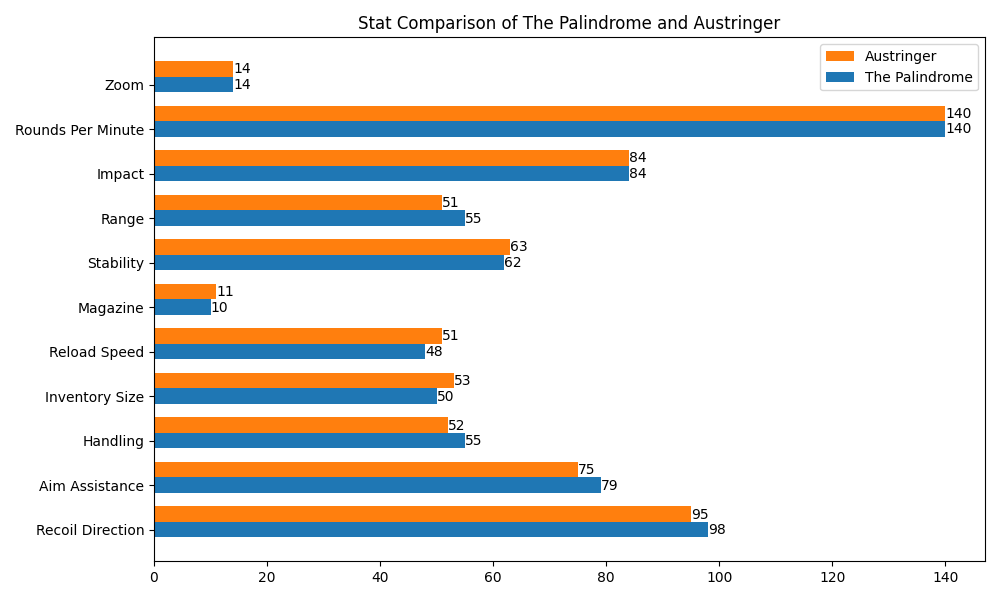 Stat Comparison of The Palindrome and Austringer
Austringer
The Palindrome
Zoom
14
14
Rounds Per Minute
140
140
Impact
84
84
Range
51
55
Stability
63
62
Magazine
11
10
Reload Speed
51
48
Inventory Size
53
50
Handling
52
55
Aim Assistance
75
79
Recoil Direction
95
98
0 20 40 60 80 100 120 140